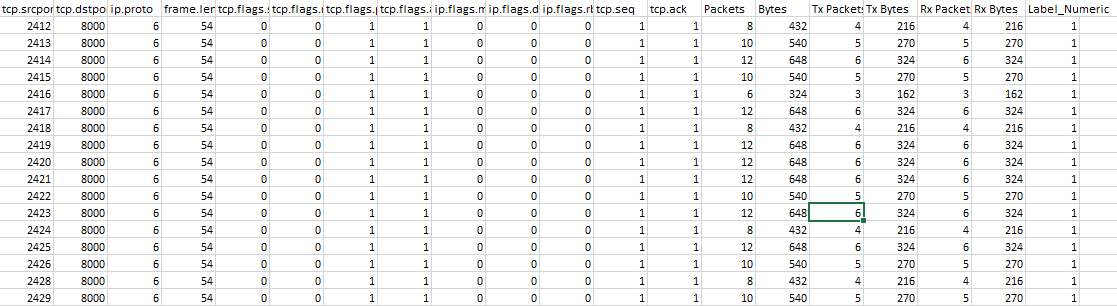 tcp.srcpor tcp.dstpo ip.proto frame.ler tcp.flags. tcp.flags. tcp.flags.p tcp.flags.a ip.flags.m ip.flags.d ip.flags.rb tcp.seq tcp.ack Packets Bytes Tx Packet Tx Bytes Rx Packet Rx Bytes Label_Numeric
2412 8000 6 54 0 0 1 1 0 0 0 1 1 8 432 4 216 4 216 1
2413 8000 6 54 0 0 1 1 0 0 0 1 1 10 540 5 270 5 270 1
2414 8000 6 54 0 0 1 1 0 0 0 1 1 12 648 6 324 6 324 1
2415 8000 6 54 0 0 1 1 0 0 0 1 1 10 540 5 270 5 270 1
2416 8000 6 54 0 0 1 1 0 0 0 1 1 6 324 3 162 3 162 1
2417 8000 6 54 0 0 1 1 0 0 0 1 1 12 648 6 324 6 324 1
2418 8000 6 54 0 0 1 1 0 0 0 1 1 8 432 4 216 4 216 1
2419 8000 6 54 0 0 1 1 0 0 0 1 1 12 648 6 324 6 324 1
2420 8000 6 54 0 0 1 1 0 0 0 1 1 12 648 6 324 6 324 1
2421 8000 6 54 0 0 1 1 0 0 0 1 1 12 648 6 324 6 324 1
2422 8000 6 54 0 0 1 1 0 0 0 1 1 10 540 5 270 5 270 1
2423 8000 6 54 0 0 1 1 0 0 0 1 1 12 648 6 324 6 324 1
2424 8000 6 54 0 0 1 1 0 0 0 1 1 8 432 4 216 4 216 1
2425 8000 6 54 0 0 1 1 0 0 0 1 1 12 648 6 324 6 324 1
2426 8000 6 54 0 0 1 1 0 0 0 1 1 10 540 5 270 5 270 1
2428 8000 6 54 0 0 1 1 0 0 0 1 1 8 432 4 216 4 216 1
2429 8000 6 54 0 0 1 1 0 0 0 1 1 10 540 5 270 5 270 1